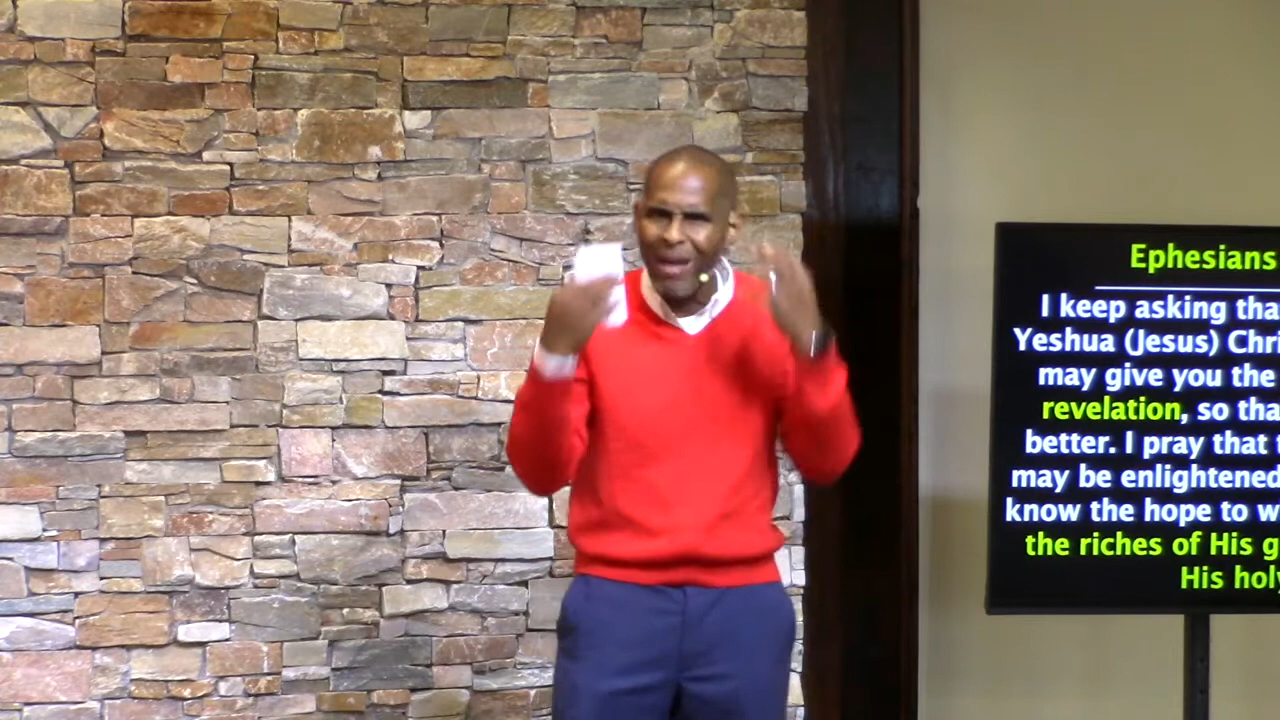 Ephesians
I keep asking tha
Yeshua (Jesus) Chri
may give you the
revelation, so tha
better. I pray that t
may be enlightened
know the hope to w
the riches of His g
His holy